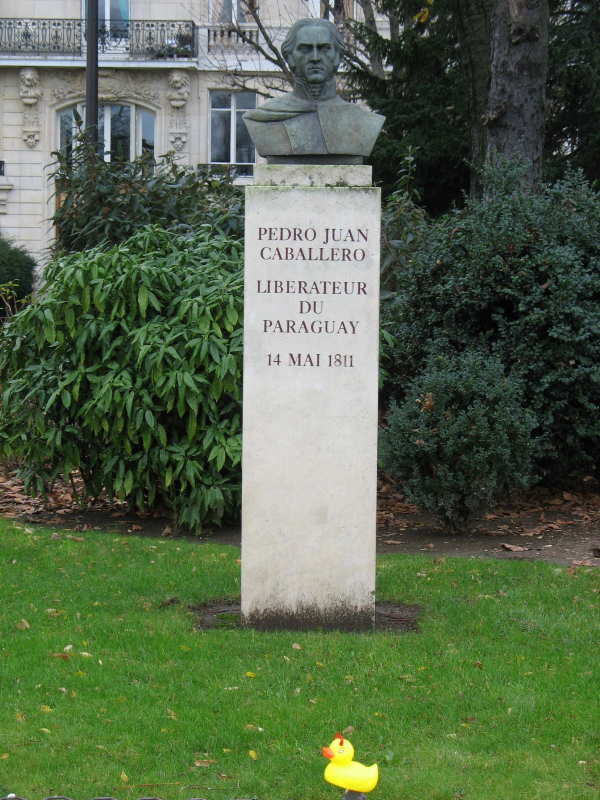 PEDRO JUAN
CABALLERO
LIBERATEUR
DU
PARAGUAY
14 MAI 1811